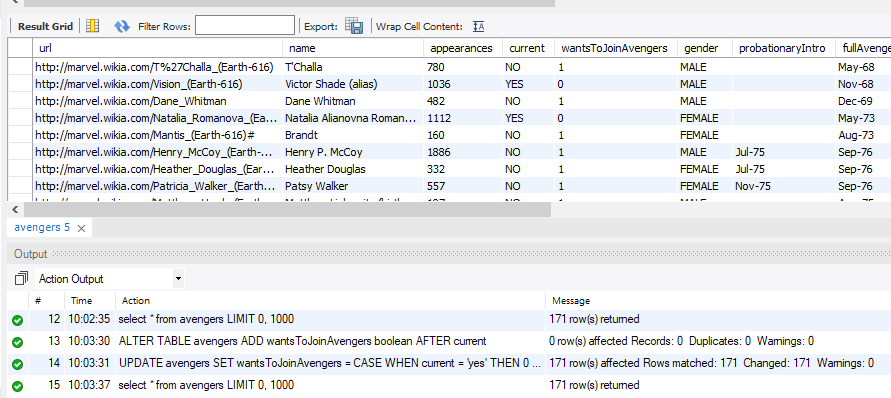 Result Grid Filter Rows: Export: Wrap Cell Content:
url name appearances current wantsToJoinAvengers gender probationaryIntro fullAvenge
http://marvel.wikia.com/T%27Challa_(Earth-616) T'Challa 780 NO 1 MALE May-68
http://marvel.wikia.com/Vision_(Earth-616) Victor Shade (alias) 1036 YES 0 MALE Nov-68
http://marvel.wikia.com/Dane_Whitman Dane Whitman 482 NO 1 MALE Dec-69
http://marvel.wikia.com/Natalia_Romanova_(Ea... Natalia Alianovna Roman... 1112 YES 0 FEMALE May-73
http://marvel.wikia.com/Mantis_(Earth-616)# Brandt 160 NO 1 FEMALE Aug-73
http://marvel.wikia.com/Henry_McCoy_(Earth-... Henry P. McCoy 1886 NO 1 MALE Jul-75 Sep-76
http://marvel.wikia.com/Heather_Douglas_(Eart... Heather Douglas 332 NO 1 FEMALE Jul-75 Sep-76
http://marvel.wikia.com/Patricia_Walker_(Earth... Patsy Walker 557 NO 1 FEMALE Nov-75 Sep-76
avengers 5
Output
Action Output
# Time Action Message
12 10:02:35 select * from avengers LIMIT 0, 1000 171 row(s) returned
13 10:03:30 ALTER TABLE avengers ADD wantsToJoinAvengers boolean AFTER current 0 row(s) affected Records: 0 Duplicates: 0 Warnings: 0
14 10:03:31 UPDATE avengers SET wantsToJoinAvengers = CASE WHEN current = 'yes' THEN 0 ... 171 row(s) affected Rows matched: 171 Changed: 171 Warnings: 0
15 10:03:37 select * from avengers LIMIT 0, 1000 171 row(s) returned